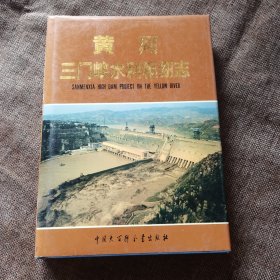 黄河
三门峡水利枢纽志
SANMENXIA HIGH DAM PROJECT ON THE YELLOW RIVER
中国大百科全书出版社